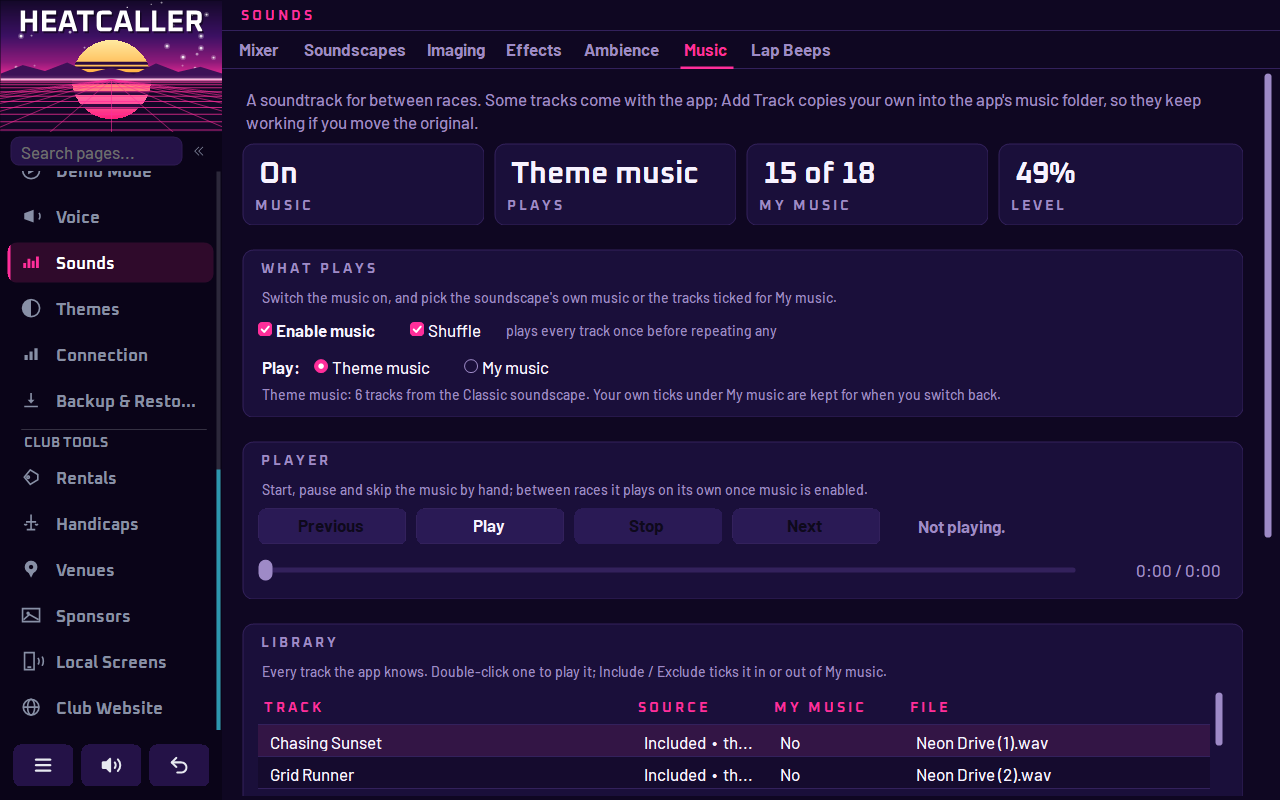 HEATCALLER
Search pages...
«
Demo Mode
Voice
Sounds
Themes
Connection
Backup & Resto...
CLUB TOOLS
Rentals
Handicaps
Venues
Sponsors
Local Screens
Club Website
SOUNDS
Mixer Soundscapes Imaging Effects Ambience Music Lap Beeps
A soundtrack for between races. Some tracks come with the app; Add Track copies your own into the app's music folder, so they keep
working if you move the original.
On Theme music 15 of 18 49%
MUSIC PLAYS MY MUSIC LEVEL
WHAT PLAYS
Switch the music on, and pick the soundscape's own music or the tracks ticked for My music.
Enable music Shuffle plays every track once before repeating any
Play: Theme music My music
Theme music: 6 tracks from the Classic soundscape. Your own ticks under My music are kept for when you switch back.
PLAYER
Start, pause and skip the music by hand; between races it plays on its own once music is enabled.
Previous Play Stop Next Not playing.
0:00 / 0:00
LIBRARY
Every track the app knows. Double-click one to play it; Include / Exclude ticks it in or out of My music.
TRACK SOURCE MY MUSIC FILE
Chasing Sunset Included • th... No Neon Drive (1).wav
Grid Runner Included • th... No Neon Drive (2).wav